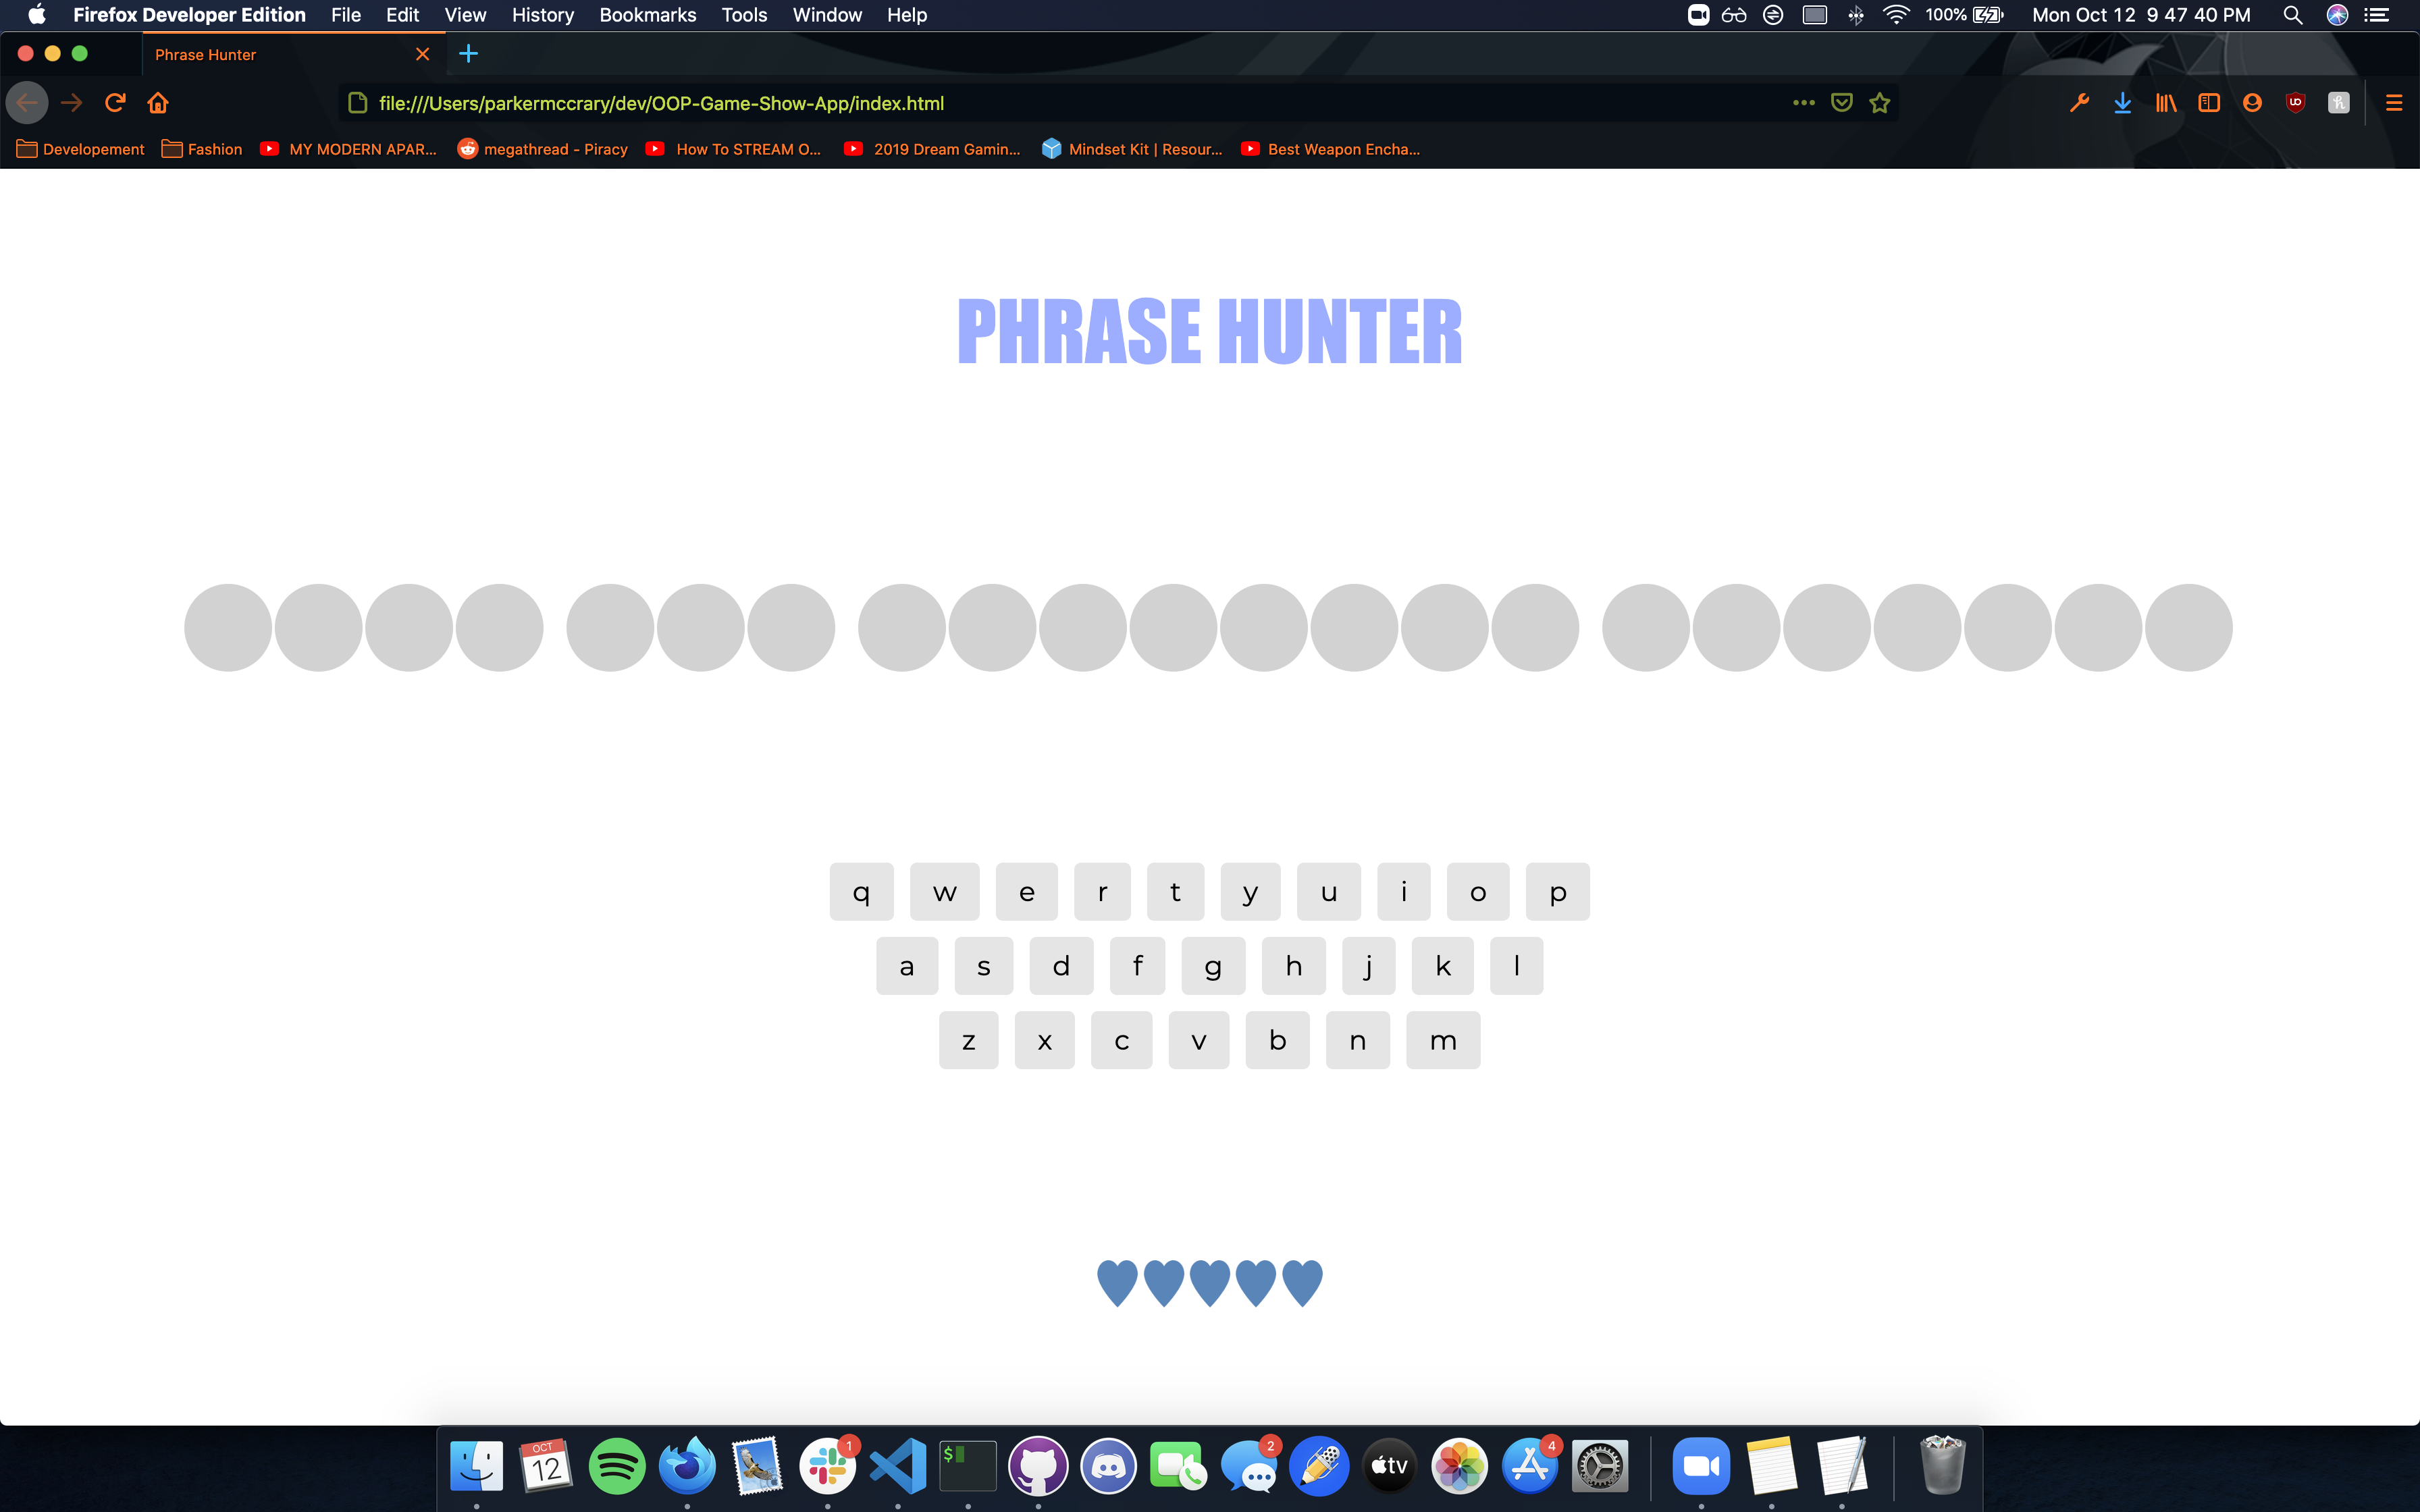 Firefox Developer Edition File Edit View History Bookmarks Tools Window Help 100% Mon Oct 12 9 47 40 PM
Phrase Hunter
file:///Users/parkermccrary/dev/OOP-Game-Show-App/index.html
Developement Fashion MY MODERN APAR... megathread - Piracy How To STREAM O... 2019 Dream Gamin... Mindset Kit | Resour... Best Weapon Encha...
PHRASE HUNTER
q w e r t y u i o p
a s d f g h j k l
z x c v b n m
OCT
12
1
$
2
tv
4